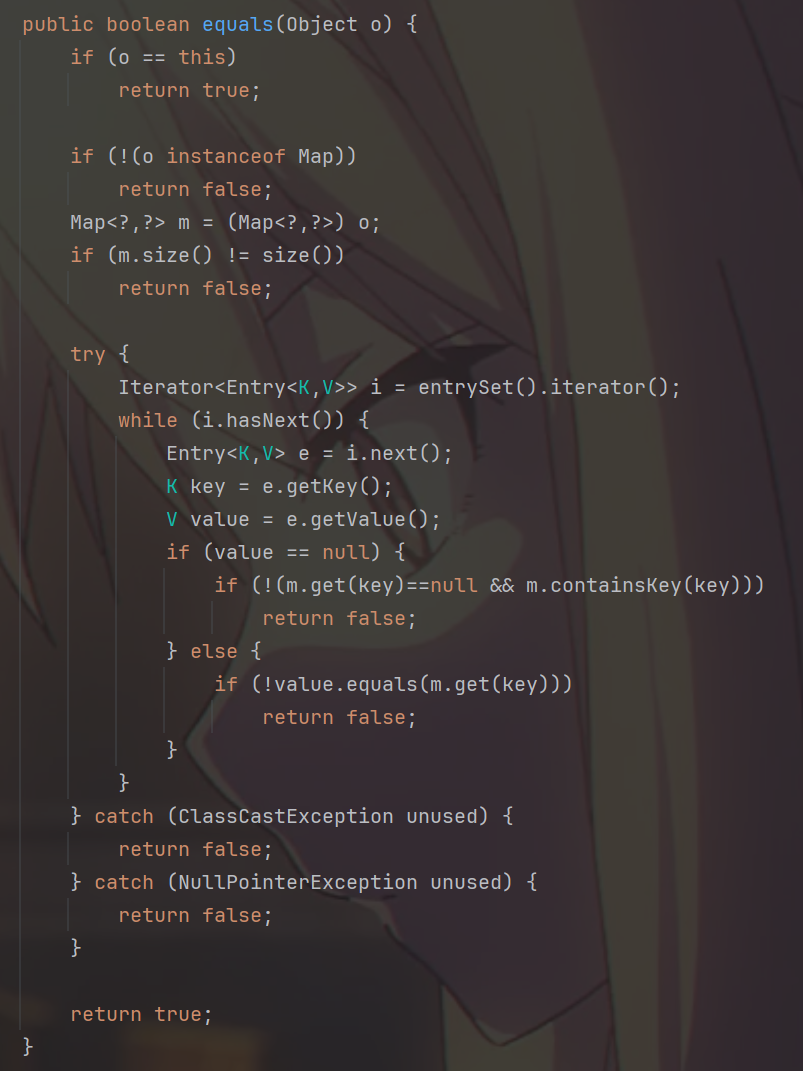 public boolean equals(Object o) {
    if (o == this)
        return true;

    if (!(o instanceof Map))
        return false;
    Map<?,?> m = (Map<?,?>) o;
    if (m.size() != size())
        return false;

    try {
        Iterator<Entry<K,V>> i = entrySet().iterator();
        while (i.hasNext()) {
            Entry<K,V> e = i.next();
            K key = e.getKey();
            V value = e.getValue();
            if (value == null) {
                if (!(m.get(key)==null && m.containsKey(key)))
                    return false;
            } else {
                if (!value.equals(m.get(key)))
                    return false;
            }
        }
    } catch (ClassCastException unused) {
        return false;
    } catch (NullPointerException unused) {
        return false;
    }

    return true;
}